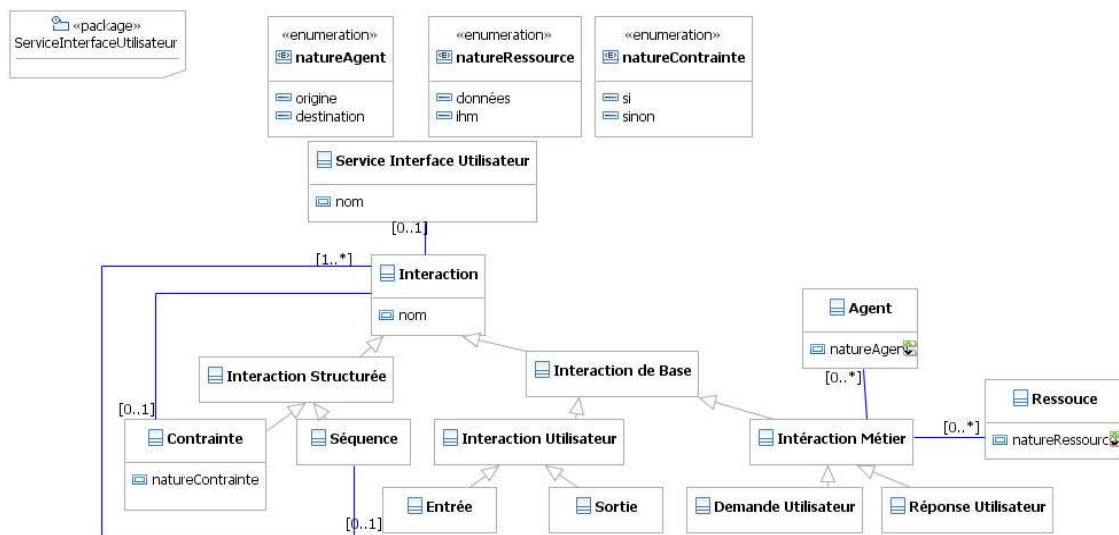 «package»
ServiceInterfaceUtilisateur
«enumeration»
natureAgent
origine
destination
«enumeration»
natureRessource
données
ihm
«enumeration»
natureContrainte
si
sinon
Service Interface Utilisateur
nom
[0..1]
[1..*]
Interaction
nom
Agent
natureAgent
[0..*]
Interaction Structurée
Interaction de Base
Ressouce
natureRessource
[0..*]
[0..1]
Contrainte
natureContrainte
Séquence
Interaction Utilisateur
Intéraction Métier
[0..1]
Entrée
Sortie
Demande Utilisateur
Réponse Utilisateur